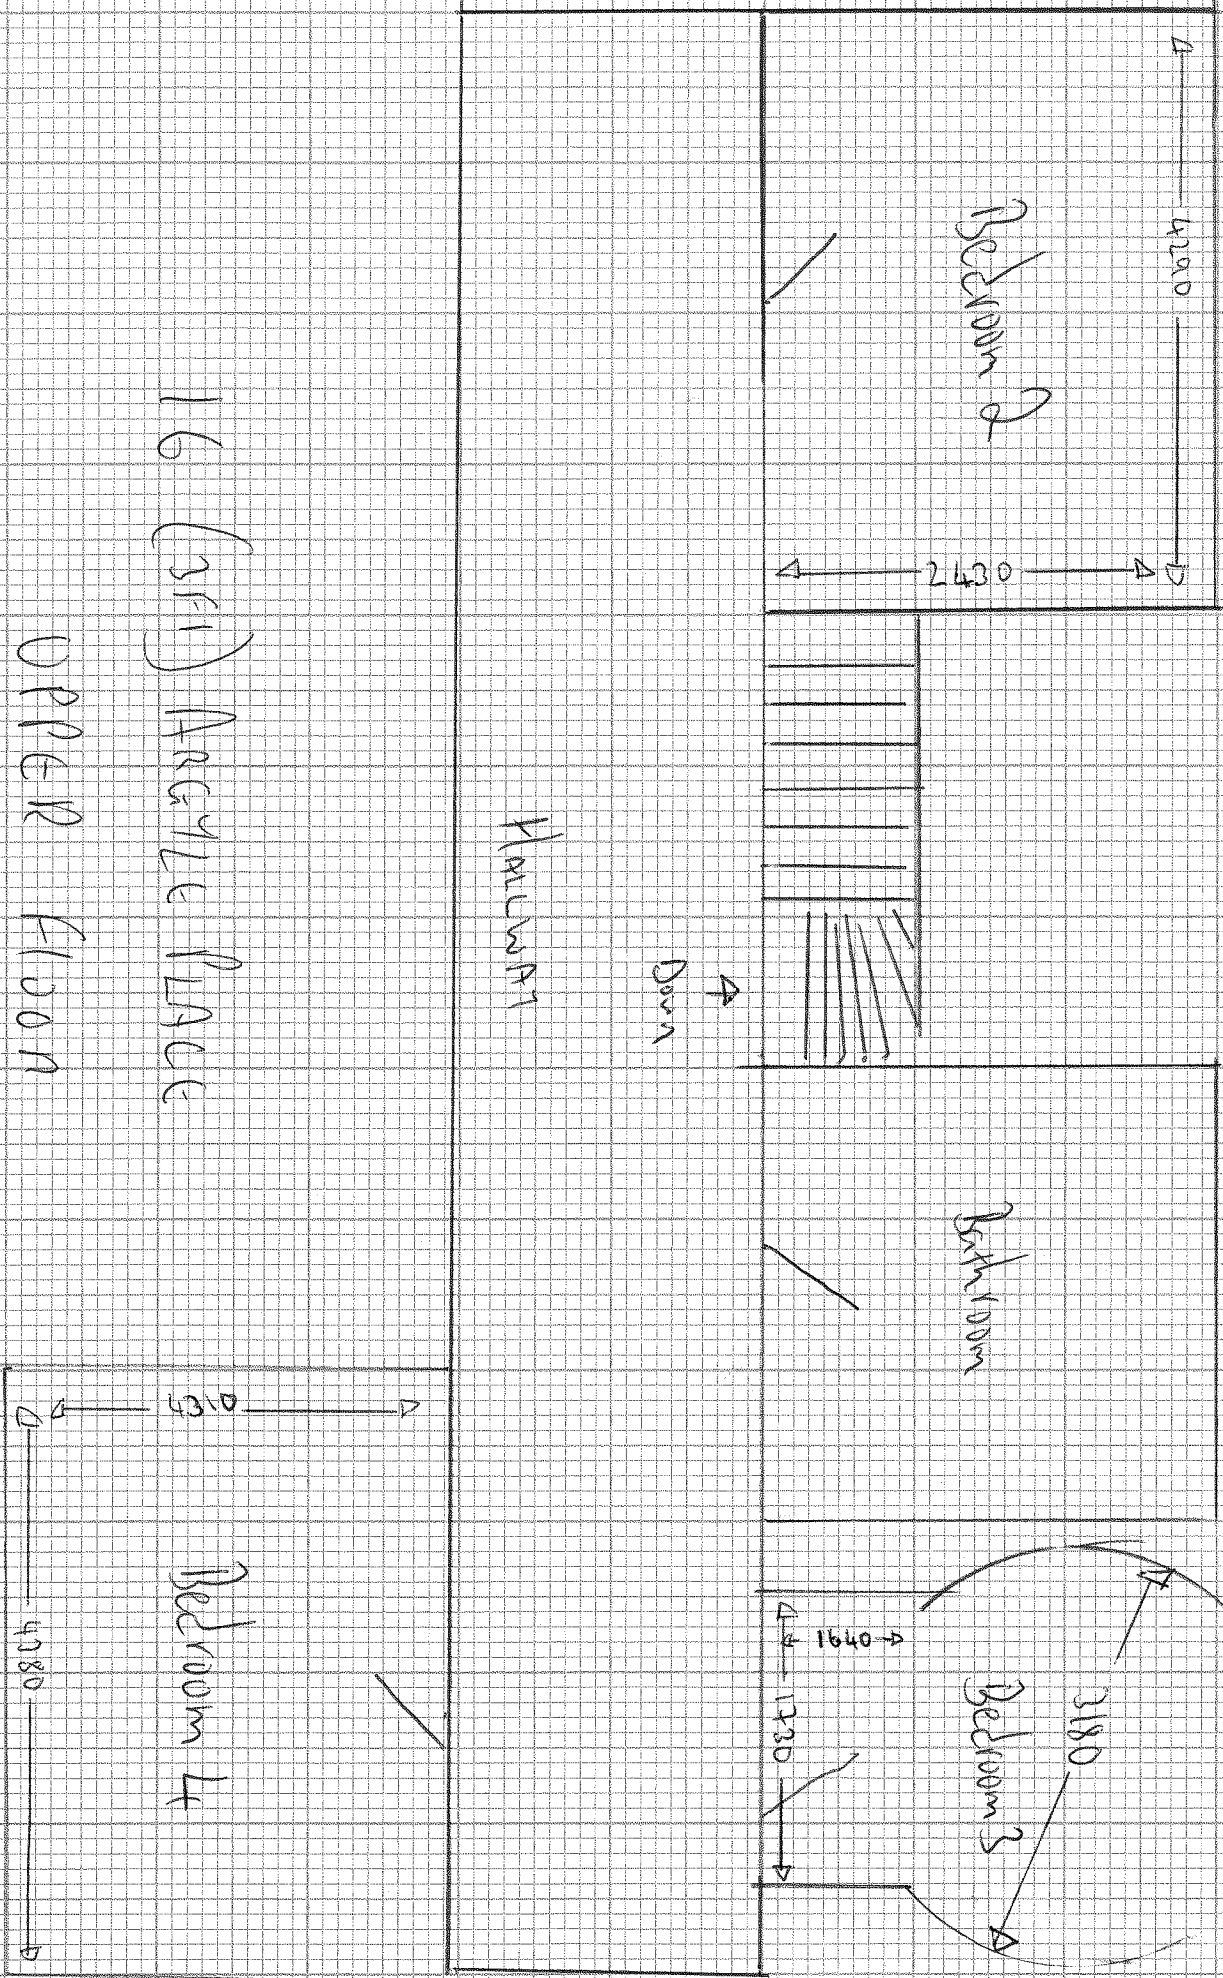 4290
Bedroom 2
Bathroom
3180
Bedroom 3
2430
1640
1730
Down
HALLWAY
4310
Bedroom 4
16 (3F1) ARGYLE PLACE
UPPER FLOOR
4280